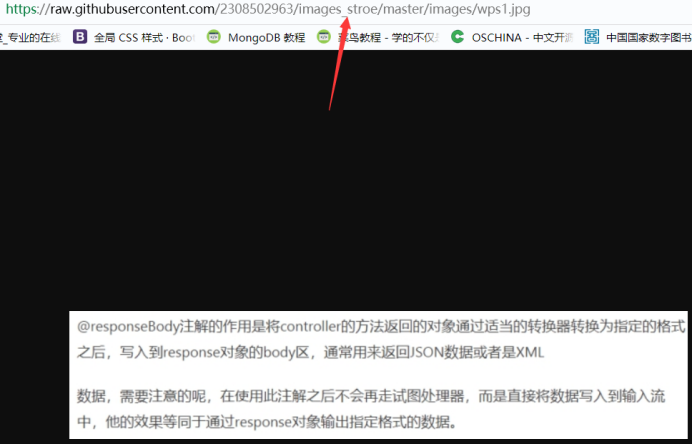 https://raw.githubusercontent.com/2308502963/images_stroe/master/images/wps1.jpg
_专业的在线 B 全局 CSS 样式 · Boot MongoDB 教程 菜鸟教程 - 学的不仅 OSCHINA - 中文开源 中国国家数字图书
@responseBody注解的作用是将controller的方法返回的对象通过适当的转换器转换为指定的格式
之后，写入到response对象的body区，通常用来返回JSON数据或者是XML
数据，需要注意的呢，在使用此注解之后不会再走试图处理器，而是直接将数据写入到输入流
中，他的效果等同于通过response对象输出指定格式的数据。